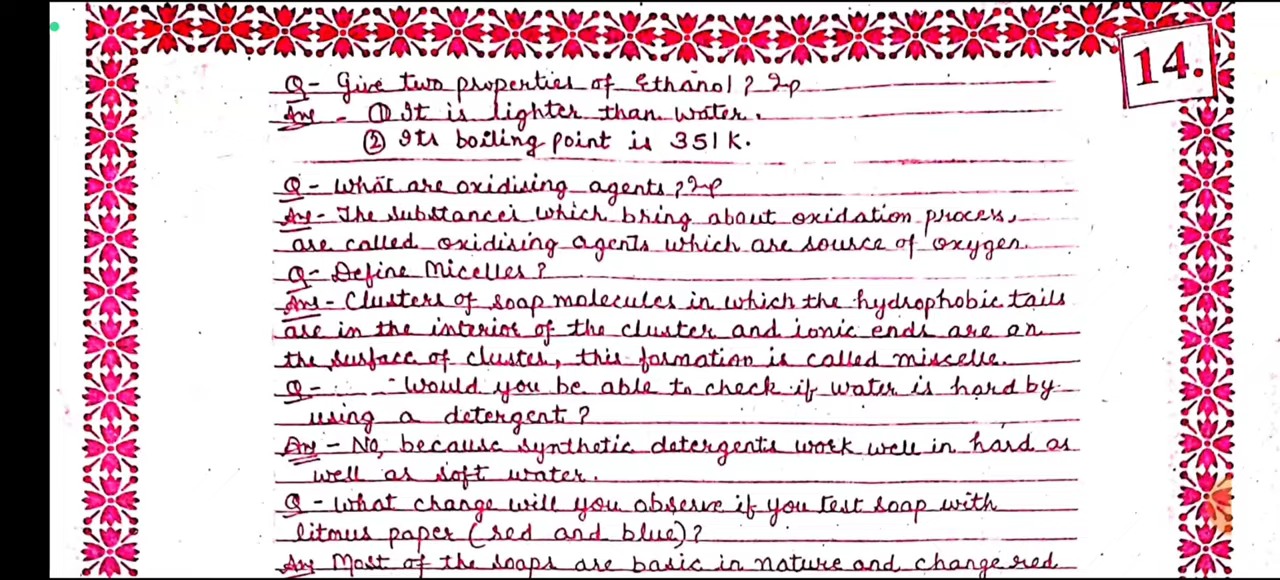 14.
Q- Give two properties of Ethanol? Imp
Ans - ① It is lighter than water.
② Its boiling point is 351K.
Q- What are oxidising agents? Imp
Ans- The substances which bring about oxidation process,
are called oxidising agents which are source of oxygen.
Q- Define Micelles?
Ans- Clusters of soap molecules in which the hydrophobic tails
are in the interior of the cluster and ionic ends are on
the surface of cluster, this formation is called miscelle.
Q- Would you be able to check if water is hard by
using a detergent?
Ans- No, because synthetic detergents work well in hard as
well as soft water.
Q- What change will you observe if you test soap with
litmus paper (red and blue)?
Ans Most of the soaps are basic in nature and change red